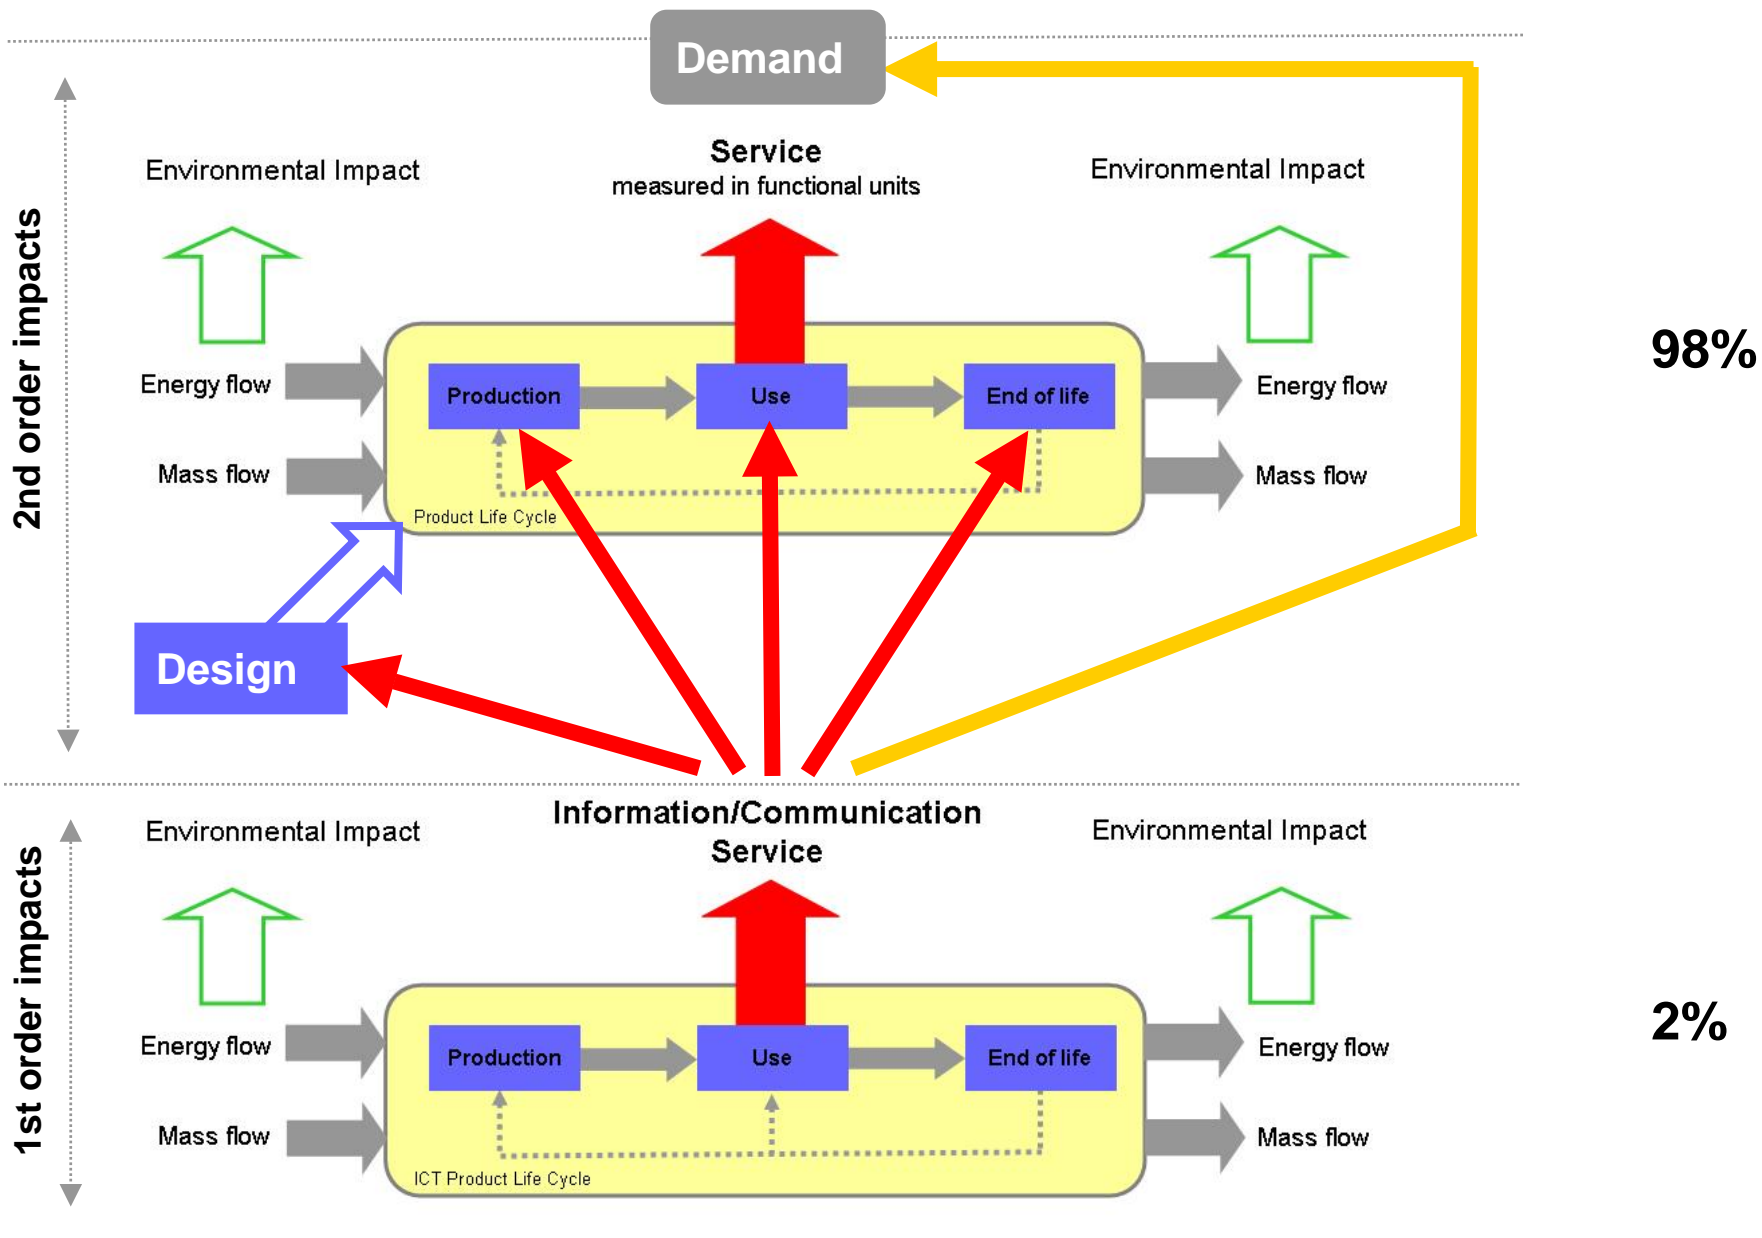 Demand
Service
measured in functional units
Environmental Impact
Environmental Impact
2nd order impacts
98%
Energy flow
Production
Use
End of life
Energy flow
Mass flow
Mass flow
Product Life Cycle
Design
Information/Communication
Service
Environmental Impact
Environmental Impact
1st order impacts
2%
Energy flow
Production
Use
End of life
Energy flow
Mass flow
Mass flow
ICT Product Life Cycle